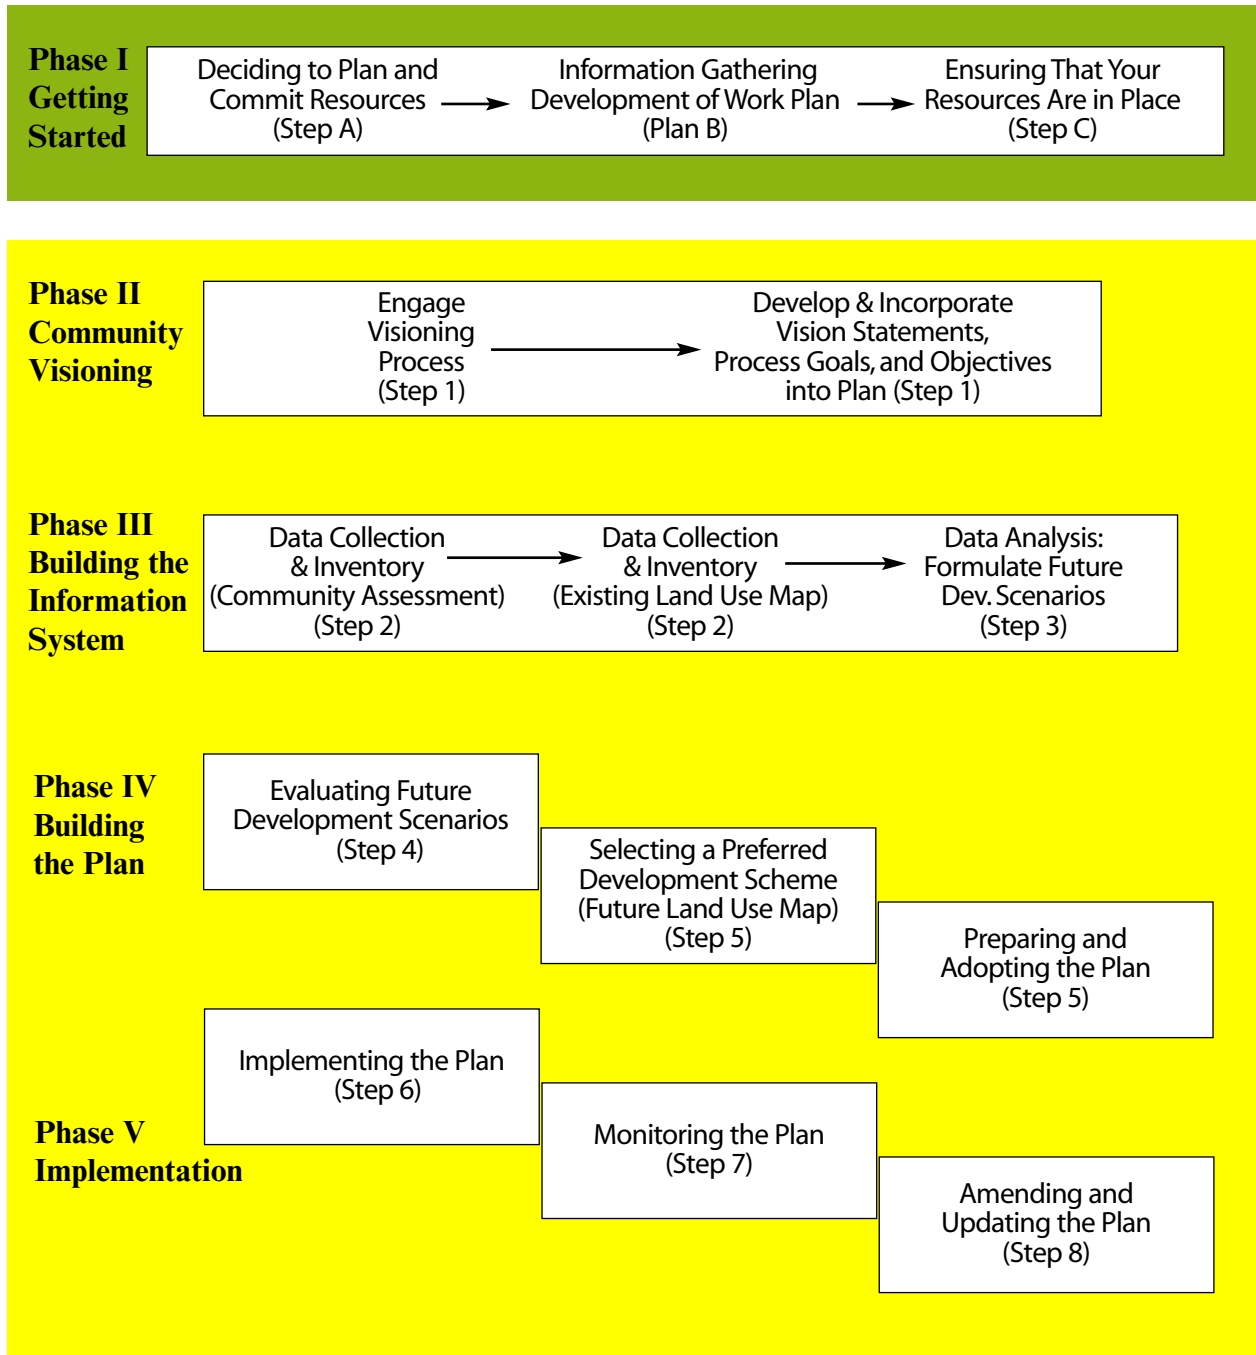 Phase I
Getting
Started
Deciding to Plan and
Commit Resources
(Step A)
Information Gathering
Development of Work Plan
(Plan B)
Ensuring That Your
Resources Are in Place
(Step C)
Phase II
Community
Visioning
Engage
Visioning
Process
(Step 1)
Develop & Incorporate
Vision Statements,
Process Goals, and Objectives
into Plan (Step 1)
Phase III
Building the
Information
System
Data Collection
& Inventory
(Community Assessment)
(Step 2)
Data Collection
& Inventory
(Existing Land Use Map)
(Step 2)
Data Analysis:
Formulate Future
Dev. Scenarios
(Step 3)
Phase IV
Building
the Plan
Evaluating Future
Development Scenarios
(Step 4)
Selecting a Preferred
Development Scheme
(Future Land Use Map)
(Step 5)
Preparing and
Adopting the Plan
(Step 5)
Phase V
Implementation
Implementing the Plan
(Step 6)
Monitoring the Plan
(Step 7)
Amending and
Updating the Plan
(Step 8)